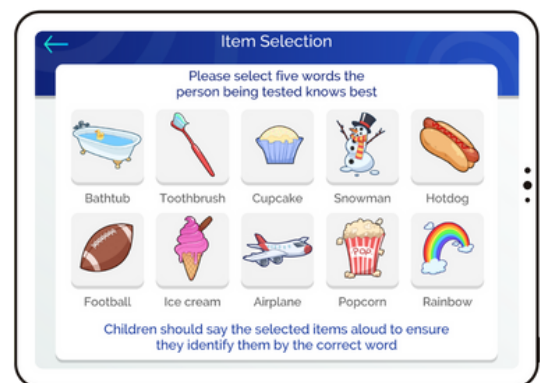 Item Selection
Please select five words the
person being tested knows best
Bathtub Toothbrush Cupcake Snowman Hotdog
POP
Football Ice cream Airplane Popcorn Rainbow
Children should say the selected items aloud to ensure
they identify them by the correct word